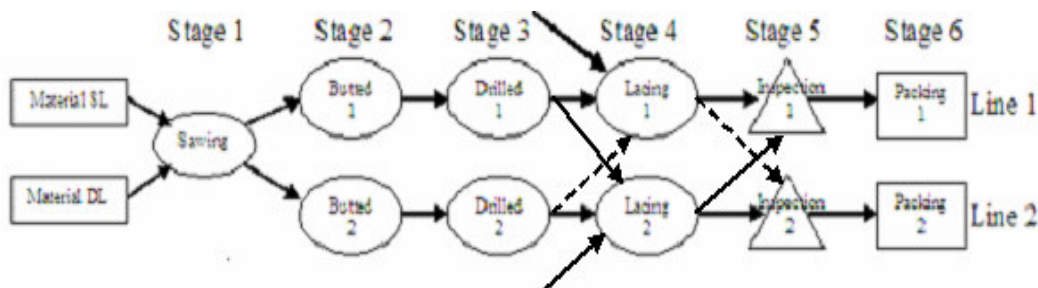 Stage 1 Stage 2 Stage 3 Stage 4 Stage 5 Stage 6
Material SL
Butted
1
Drilled
1
Lacing
1
Inspection
1
Packing
1
Line 1
Sawing
Material DL
Butted
2
Drilled
2
Lacing
2
Inspection
2
Packing
2
Line 2